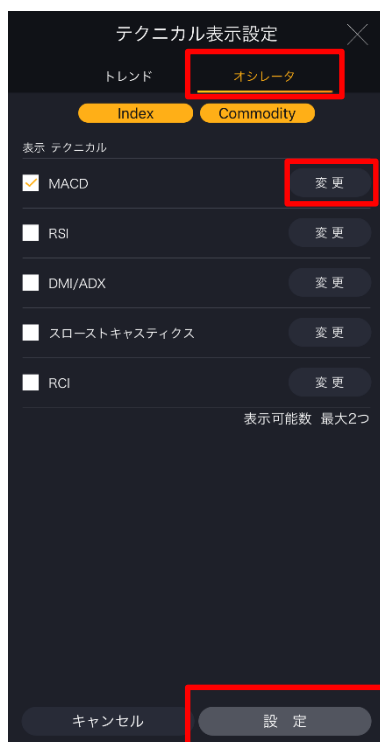 テクニカル表示設定
トレンド オシレータ
Index Commodity
表示 テクニカル
MACD 変更
RSI 変更
DMI/ADX 変更
スローストキャスティクス 変更
RCI 変更
表示可能数 最大2つ
キャンセル 設 定